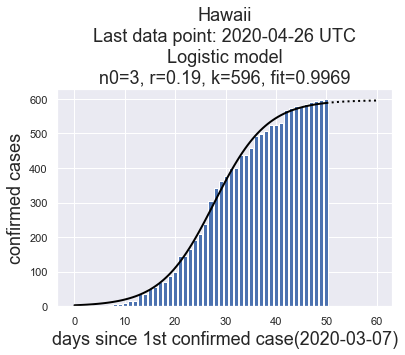 Hawaii
Last data point: 2020-04-26 UTC
Logistic model
n0=3, r=0.19, k=596, fit=0.9969
600
500
400
300
200
100
0
confirmed cases
0 10 20 30 40 50 60
days since 1st confirmed case(2020-03-07)